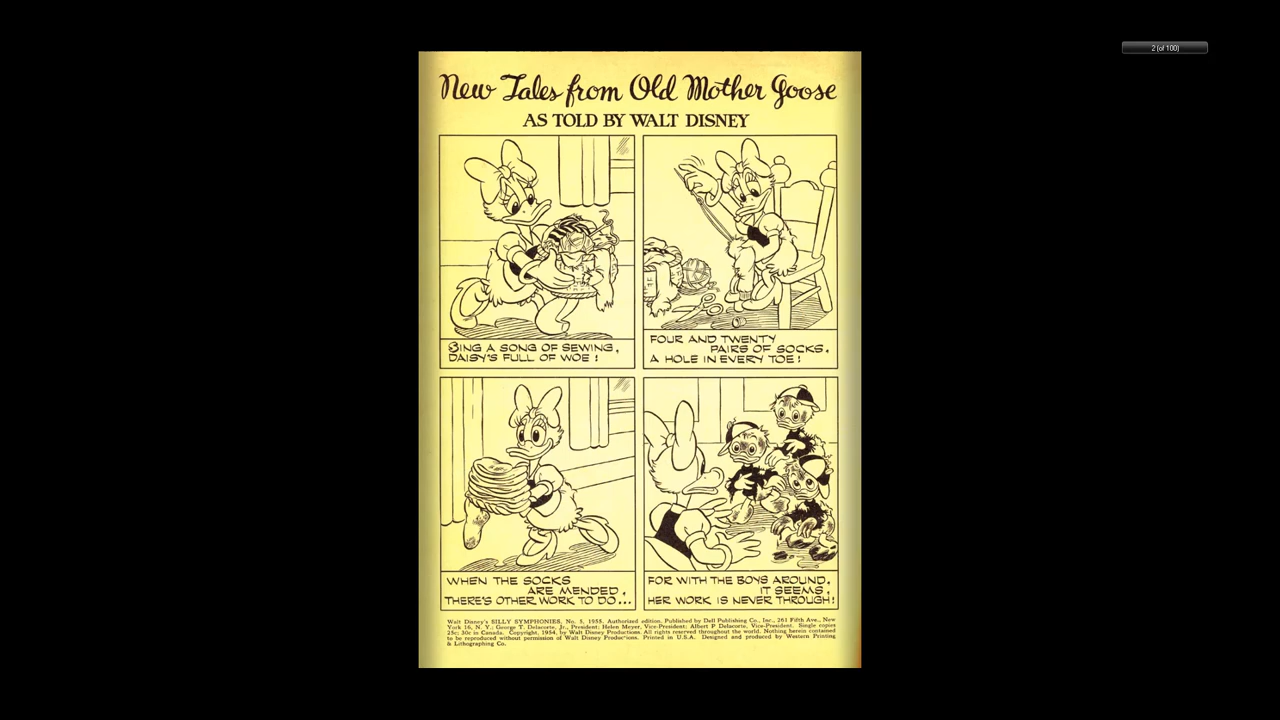 2 (of 100)
New Tales from Old Mother Goose
AS TOLD BY WALT DISNEY
SING A SONG OF SEWING,
DAISY'S FULL OF WOE!
FOUR AND TWENTY
PAIRS OF SOCKS,
A HOLE IN EVERY TOE!
WHEN THE SOCKS
ARE MENDED,
THERE'S OTHER WORK TO DO...
FOR WITH THE BOYS AROUND,
IT SEEMS,
HER WORK IS NEVER THROUGH!
Walt Disney's SILLY SYMPHONIES, No. 5, 1955. Authorized edition. Published by Dell Publishing Co., Inc., 261 Fifth Ave., New
York 16, N. Y.; George T. Delacorte, Jr., President; Helen Meyer, Vice-President; Albert P Delacorte, Vice-President. Single copies
25c; 30c in Canada. Copyright, 1954, by Walt Disney Productions. All rights reserved throughout the world. Nothing herein contained
to be reproduced without permission of Walt Disney Productions. Printed in U.S.A. Designed and produced by Western Printing
& Lithographing Co.